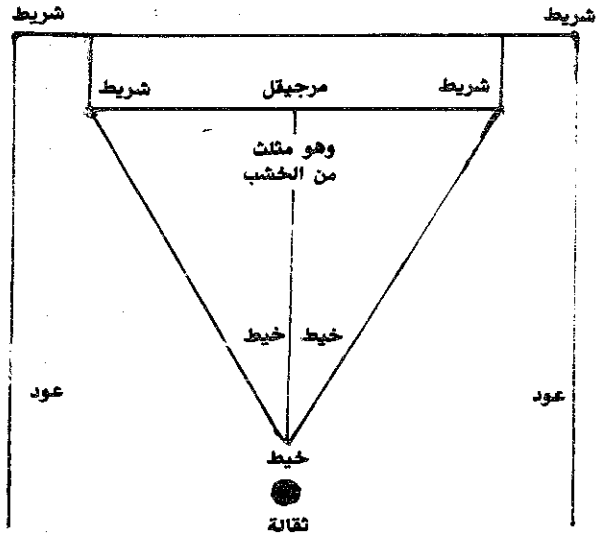 شريط شريط
شريط مرجيقل شريط
وهو مثلث
من الخشب
خيط خيط
عود عود
خيط
ثقالة